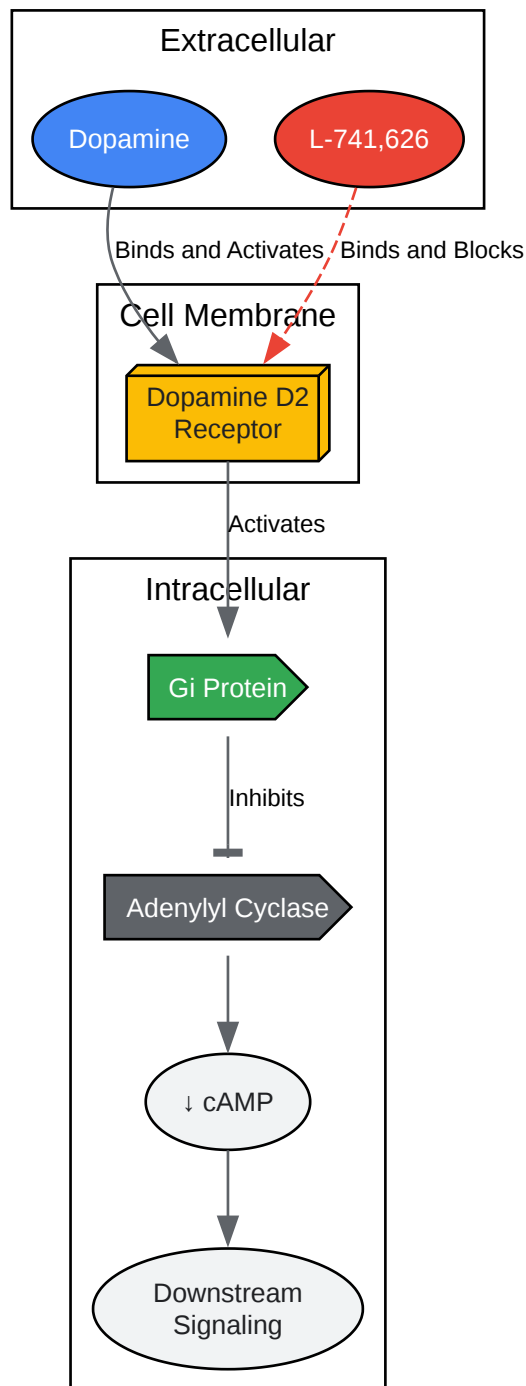 Extracellular
Dopamine
L-741,626
Binds and Activates
Binds and Blocks
Cell Membrane
Dopamine D2
Receptor
Activates
Intracellular
Gi Protein
Inhibits
Adenylyl Cyclase
↓ cAMP
Downstream
Signaling